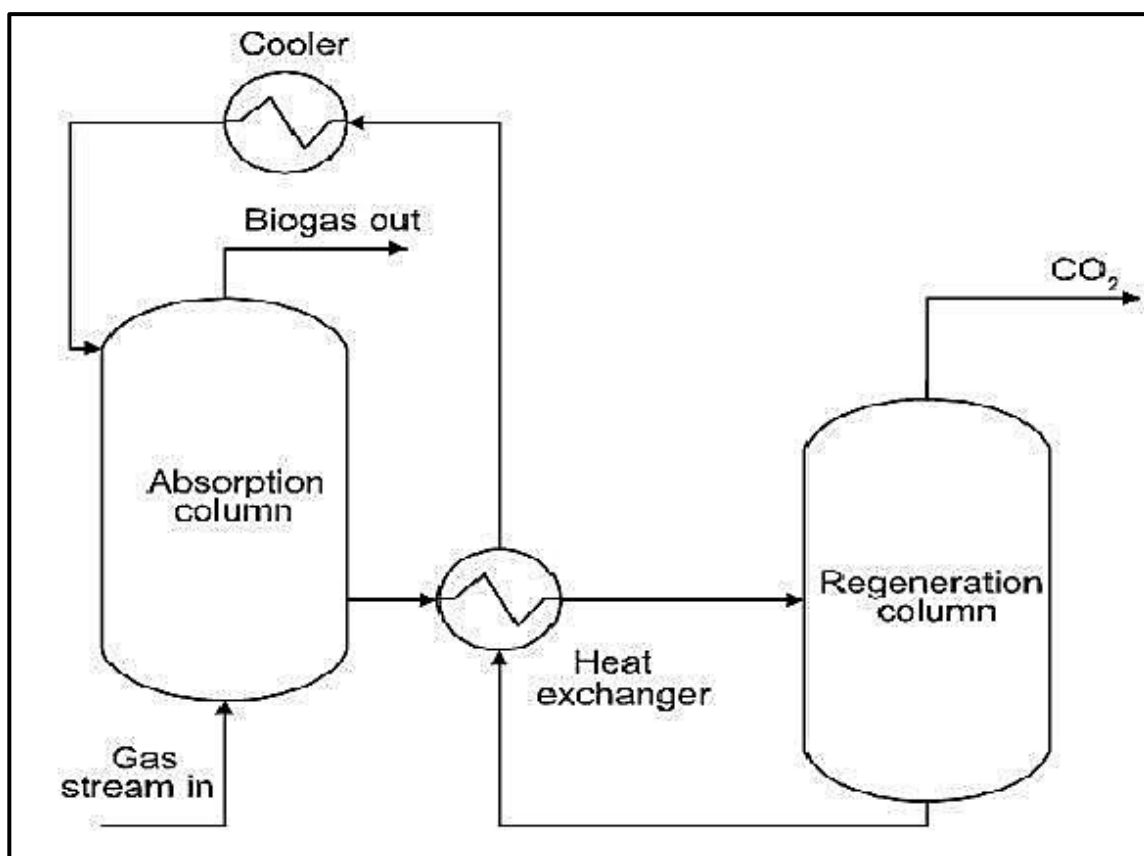 Cooler
Biogas out
CO₂
Absorption
column
Regeneration
column
Heat
exchanger
Gas
stream in